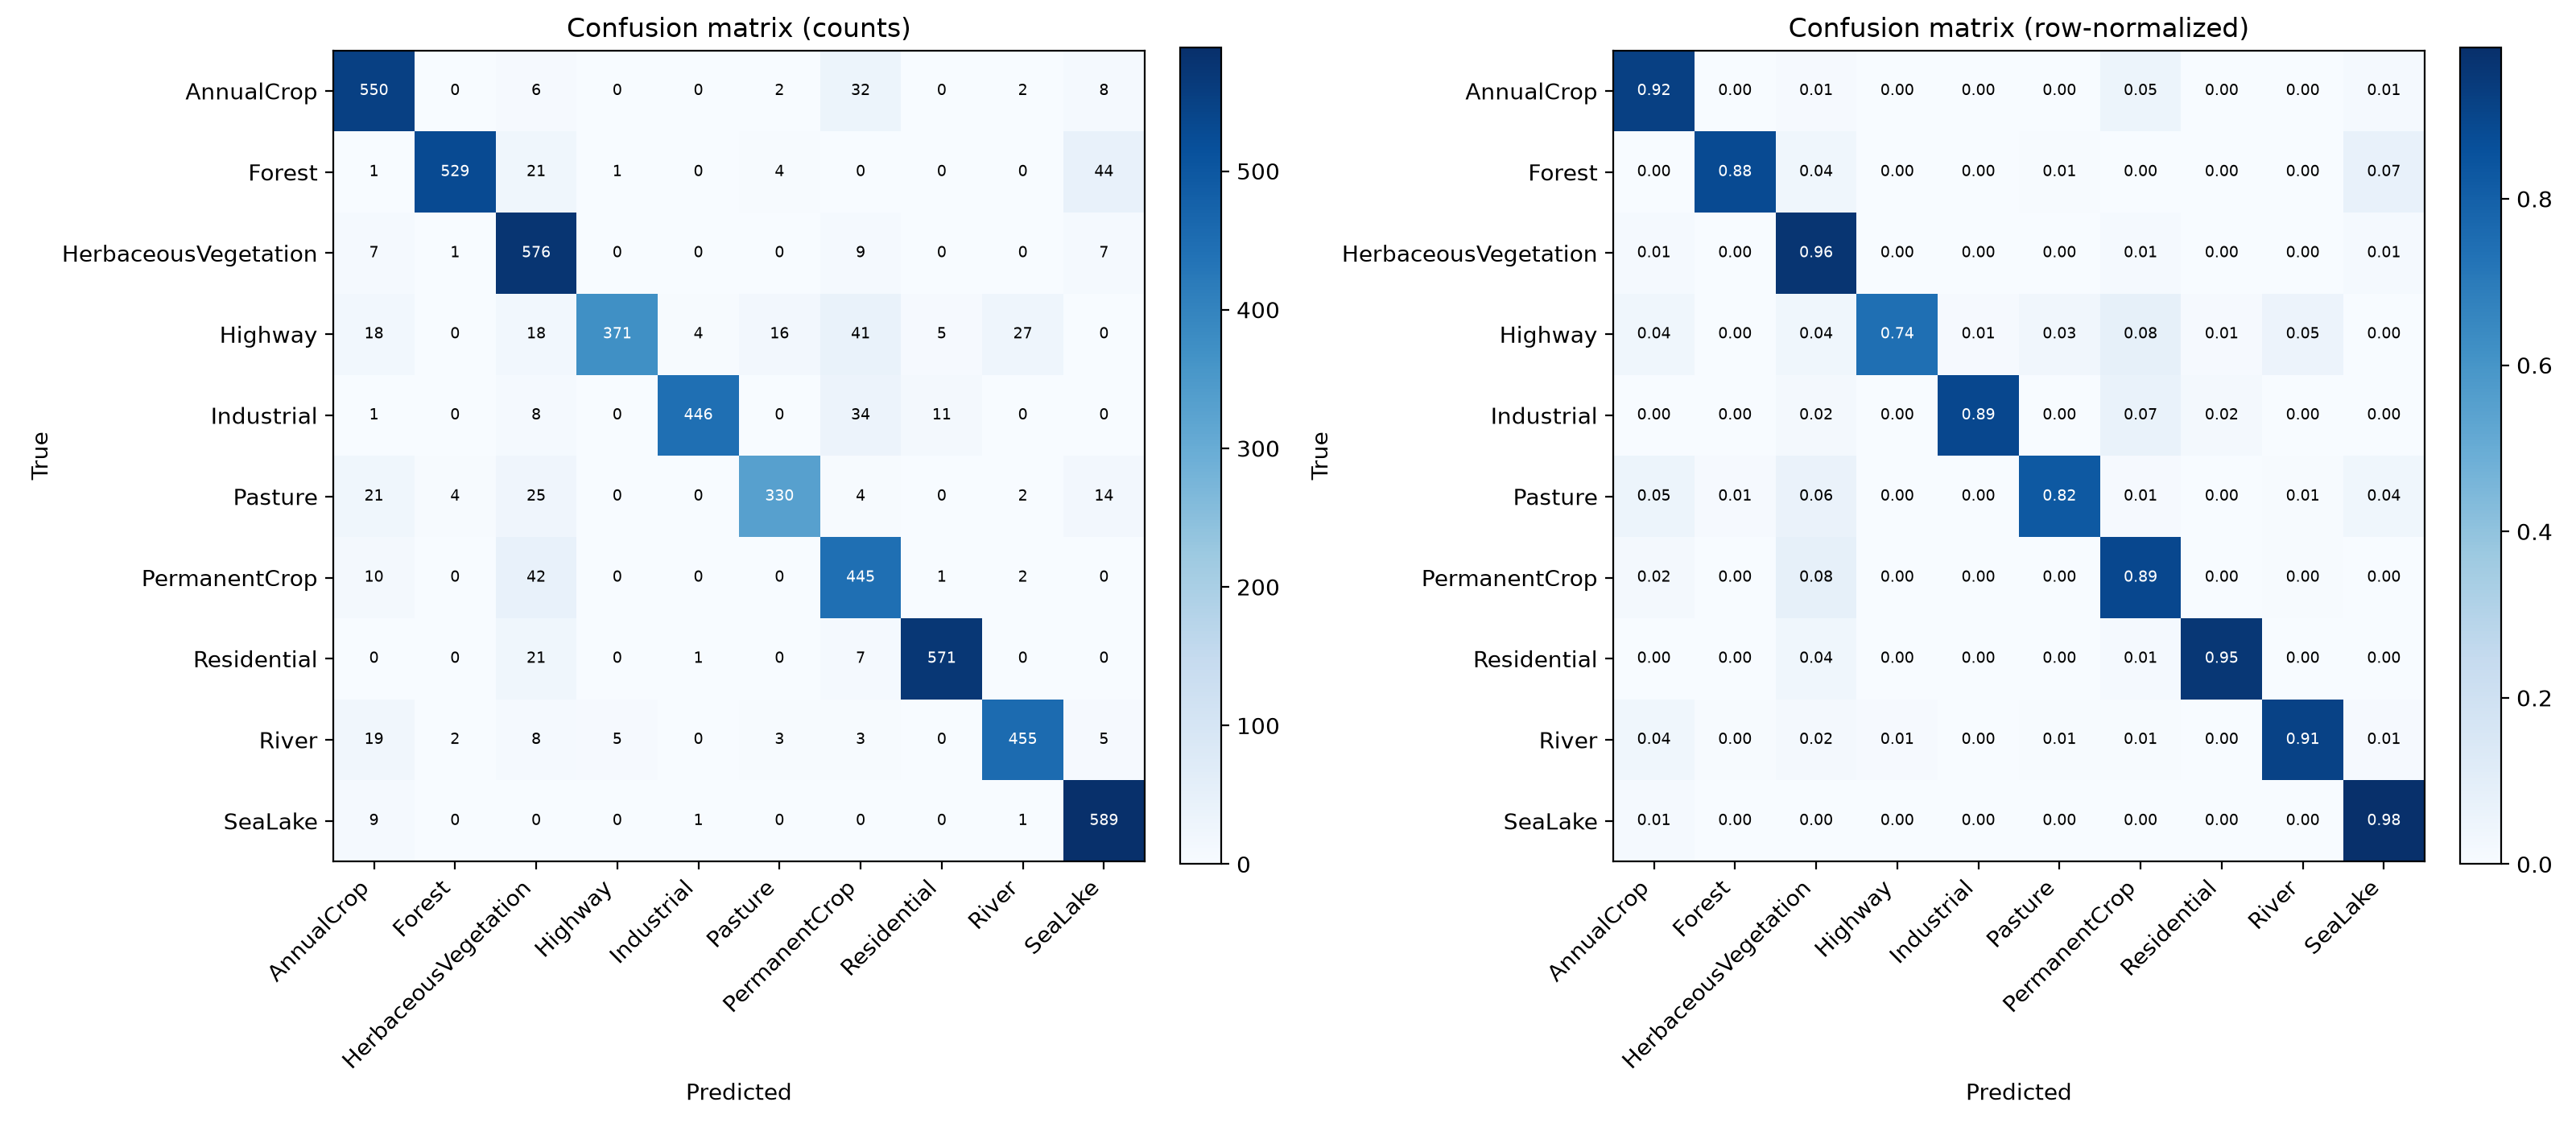 Confusion matrix (counts)
AnnualCrop 550 0 6 0 0 2 32 0 2 8
Forest 1 529 21 1 0 4 0 0 0 44
HerbaceousVegetation 7 1 576 0 0 0 9 0 0 7
Highway 18 0 18 371 4 16 41 5 27 0
Industrial 1 0 8 0 446 0 34 11 0 0
Pasture 21 4 25 0 0 330 4 0 2 14
PermanentCrop 10 0 42 0 0 0 445 1 2 0
Residential 0 0 21 0 1 0 7 571 0 0
River 19 2 8 5 0 3 3 0 455 5
SeaLake 9 0 0 0 1 0 0 0 1 589
True
AnnualCrop
Forest
HerbaceousVegetation
Highway
Industrial
Pasture
PermanentCrop
Residential
River
SeaLake
Predicted
500
400
300
200
100
0
Confusion matrix (row-normalized)
AnnualCrop 0.92 0.00 0.01 0.00 0.00 0.00 0.05 0.00 0.00 0.01
Forest 0.00 0.88 0.04 0.00 0.00 0.01 0.00 0.00 0.00 0.07
HerbaceousVegetation 0.01 0.00 0.96 0.00 0.00 0.00 0.01 0.00 0.00 0.01
Highway 0.04 0.00 0.04 0.74 0.01 0.03 0.08 0.01 0.05 0.00
Industrial 0.00 0.00 0.02 0.00 0.89 0.00 0.07 0.02 0.00 0.00
Pasture 0.05 0.01 0.06 0.00 0.00 0.82 0.01 0.00 0.01 0.04
PermanentCrop 0.02 0.00 0.08 0.00 0.00 0.00 0.89 0.00 0.00 0.00
Residential 0.00 0.00 0.04 0.00 0.00 0.00 0.01 0.95 0.00 0.00
River 0.04 0.00 0.02 0.01 0.00 0.01 0.01 0.00 0.91 0.01
SeaLake 0.01 0.00 0.00 0.00 0.00 0.00 0.00 0.00 0.00 0.98
True
AnnualCrop
Forest
HerbaceousVegetation
Highway
Industrial
Pasture
PermanentCrop
Residential
River
SeaLake
Predicted
0.8
0.6
0.4
0.2
0.0